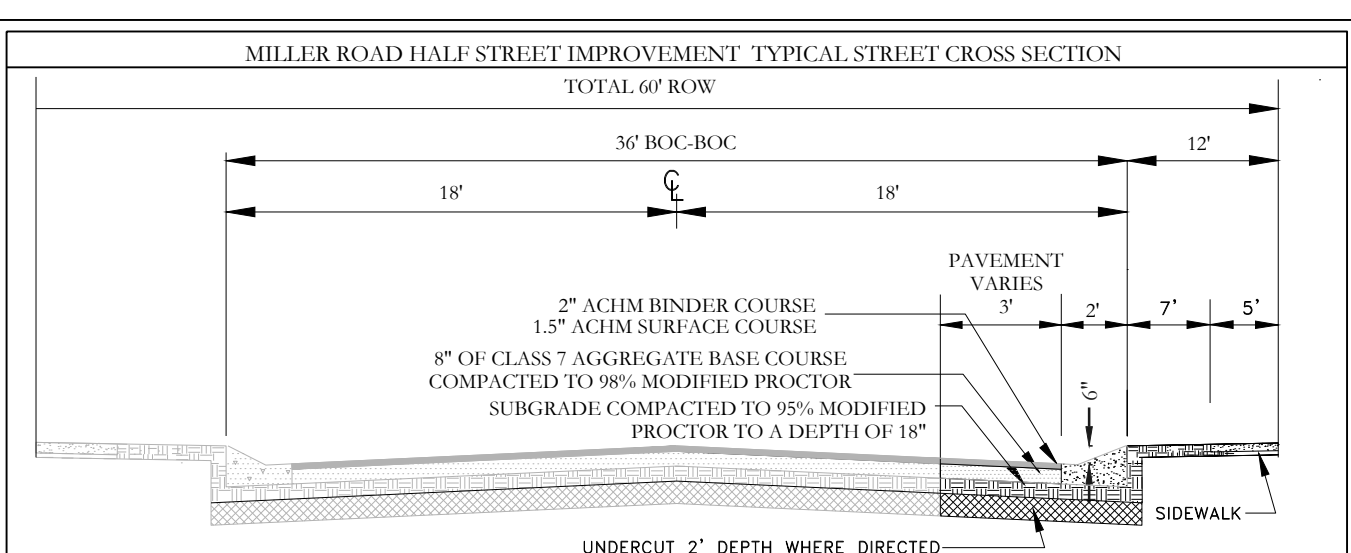 MILLER ROAD HALF STREET IMPROVEMENT TYPICAL STREET CROSS SECTION
TOTAL 60' ROW
36' BOC-BOC
12'
18'
℄
18'
PAVEMENT
VARIES
3'
2'
7'
5'
2" ACHM BINDER COURSE
1.5" ACHM SURFACE COURSE
8" OF CLASS 7 AGGREGATE BASE COURSE
COMPACTED TO 98% MODIFIED PROCTOR
6"
SUBGRADE COMPACTED TO 95% MODIFIED
PROCTOR TO A DEPTH OF 18"
SIDEWALK
UNDERCUT 2' DEPTH WHERE DIRECTED